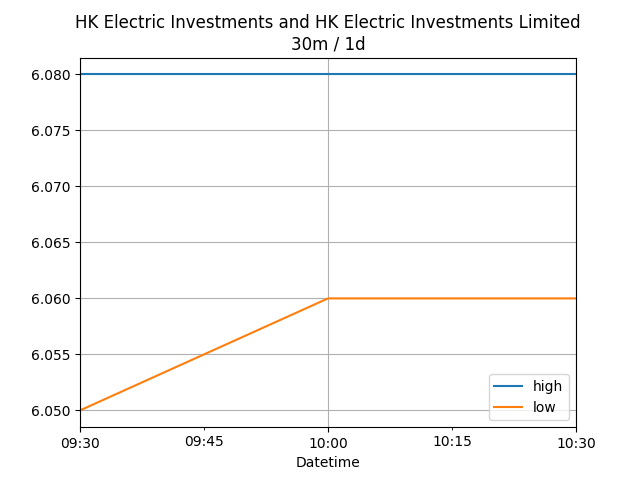 HK Electric Investments and HK Electric Investments Limited
30m / 1d
6.080
6.075
6.070
6.065
6.060
6.055
6.050
high
low
09:30 09:45 10:00 10:15 10:30
Datetime